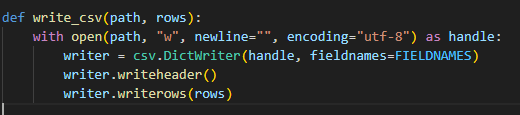 def write_csv(path, rows):
    with open(path, "w", newline="", encoding="utf-8") as handle:
        writer = csv.DictWriter(handle, fieldnames=FIELDNAMES)
        writer.writeheader()
        writer.writerows(rows)